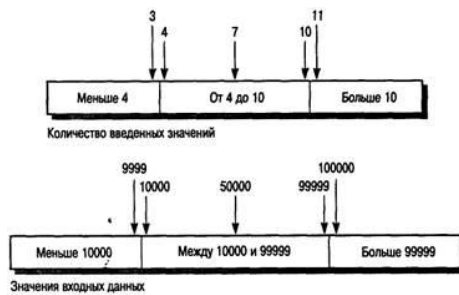 3 11
4 7 10
Меньше 4 От 4 до 10 Больше 10
Количество введенных значений
9999 100000
10000 50000 99999
Меньше 10000 Между 10000 и 99999 Больше 99999
Значения входных данных